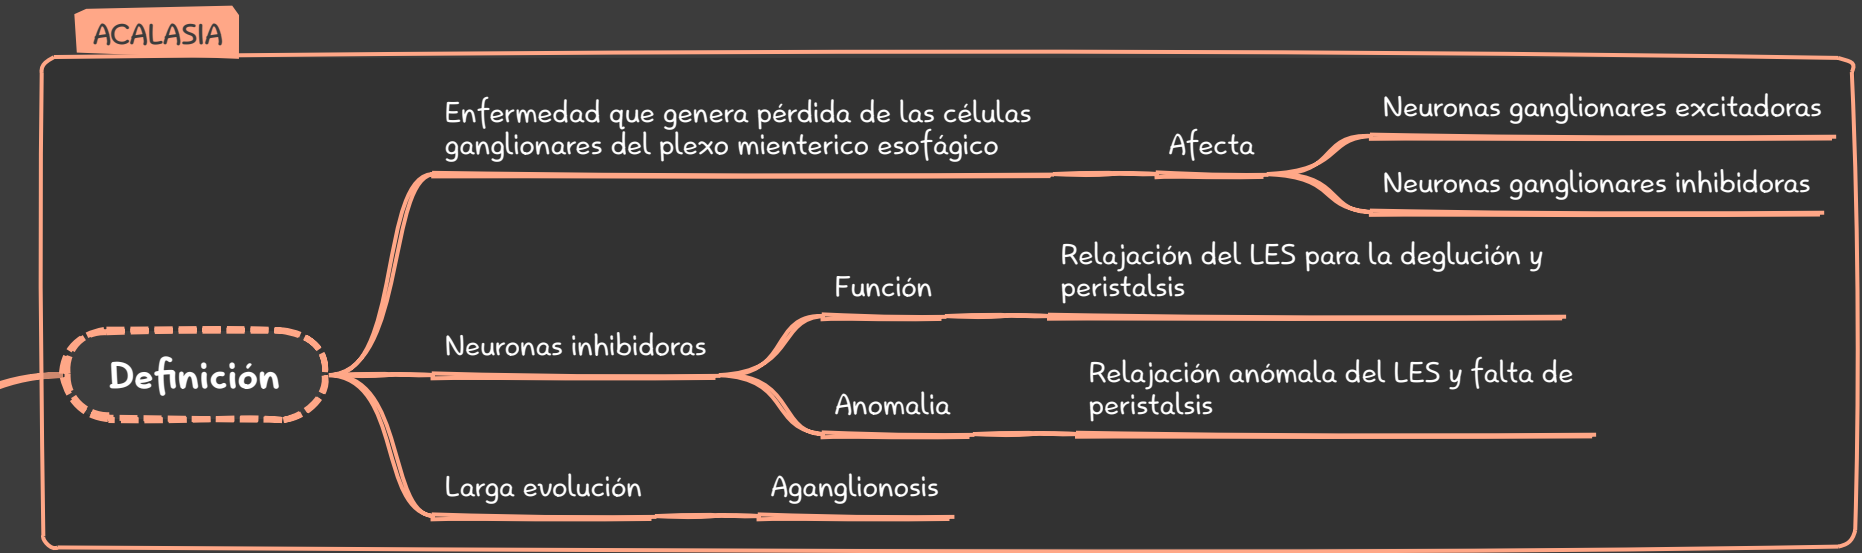 ACALASIA
Enfermedad que genera pérdida de las células
ganglionares del plexo mienterico esofágico
Afecta
Neuronas ganglionares excitadoras
Neuronas ganglionares inhibidoras
Definición
Neuronas inhibidoras
Función
Relajación del LES para la deglución y
peristalsis
Anomalia
Relajación anómala del LES y falta de
peristalsis
Larga evolución
Aganglionosis